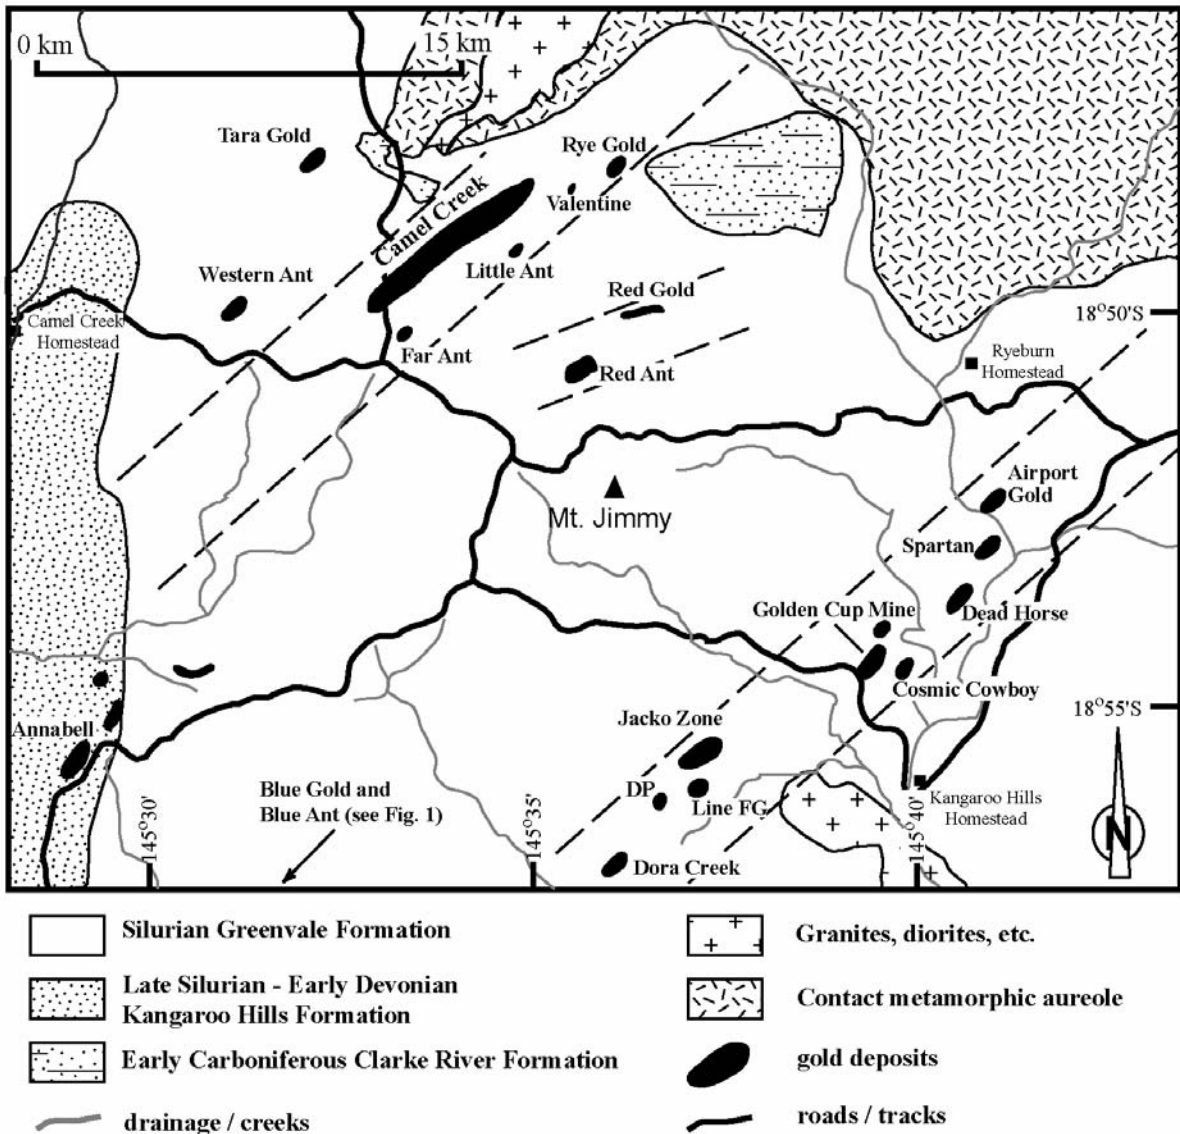 0 km
15 km
Tara Gold
Rye Gold
Camel Creek
Valentine
Western Ant
Little Ant
Red Gold
18°50'S
Camel Creek
Homestead
Far Ant
Red Ant
Ryeburn
Homestead
Airport
Gold
Mt. Jimmy
Spartan
Golden Cup Mine
Dead Horse
Cosmic Cowboy
Jacko Zone
18°55'S
Annabell
Blue Gold and
Blue Ant (see Fig. 1)
DP
Line FG
Kangaroo Hills
Homestead
N
Dora Creek
145°30'
145°35'
145°40'
Silurian Greenvale Formation
Granites, diorites, etc.
Late Silurian - Early Devonian
Kangaroo Hills Formation
Contact metamorphic aureole
Early Carboniferous Clarke River Formation
gold deposits
drainage / creeks
roads / tracks